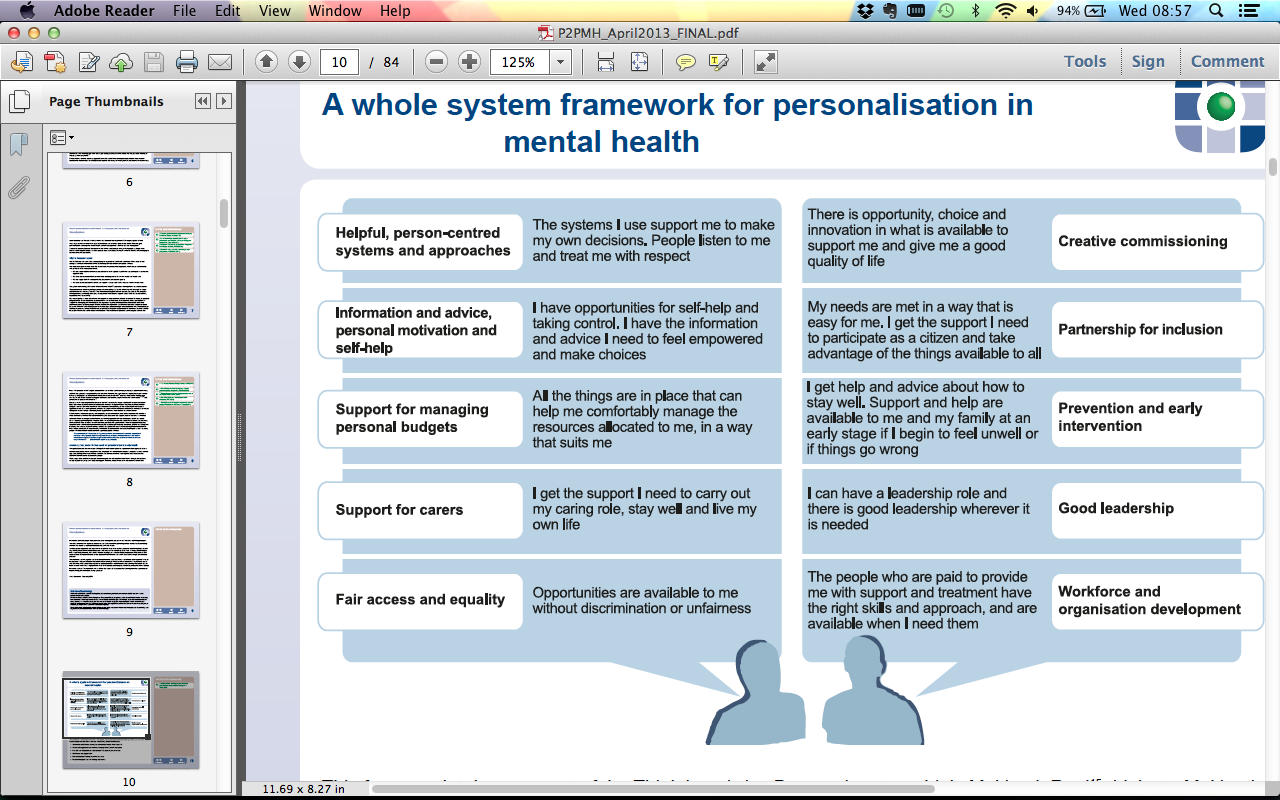 Adobe Reader File Edit View Window Help
94% Wed 08:57
P2PMH_April2013_FINAL.pdf
10 / 84
125%
Tools Sign Comment
Page Thumbnails
6
7
8
9
10
A whole system framework for personalisation in
mental health
Helpful, person-centred
systems and approaches
The systems I use support me to make
my own decisions. People listen to me
and treat me with respect
Information and advice,
personal motivation and
self-help
I have opportunities for self-help and
taking control. I have the information
and advice I need to feel empowered
and make choices
Support for managing
personal budgets
All the things are in place that can
help me comfortably manage the
resources allocated to me, in a way
that suits me
Support for carers
I get the support I need to carry out
my caring role, stay well and live my
own life
Fair access and equality
Opportunities are available to me
without discrimination or unfairness
There is opportunity, choice and
innovation in what is available to
support me and give me a good
quality of life
Creative commissioning
My needs are met in a way that is
easy for me. I get the support I need
to participate as a citizen and take
advantage of the things available to all
Partnership for inclusion
I get help and advice about how to
stay well. Support and help are
available to me and my family at an
early stage if I begin to feel unwell or
if things go wrong
Prevention and early
intervention
I can have a leadership role and
there is good leadership wherever it
is needed
Good leadership
The people who are paid to provide
me with support and treatment have
the right skills and approach, and are
available when I need them
Workforce and
organisation development
11.69 x 8.27 in